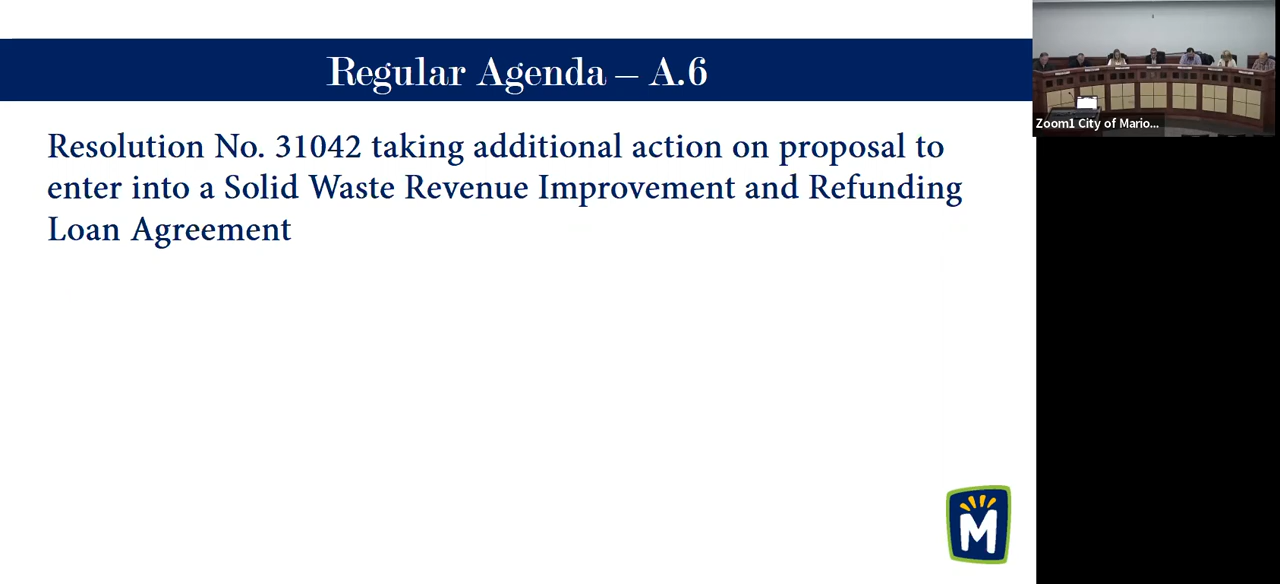 Regular Agenda – A.6
Resolution No. 31042 taking additional action on proposal to
enter into a Solid Waste Revenue Improvement and Refunding
Loan Agreement
Zoom1 City of Mario...
M